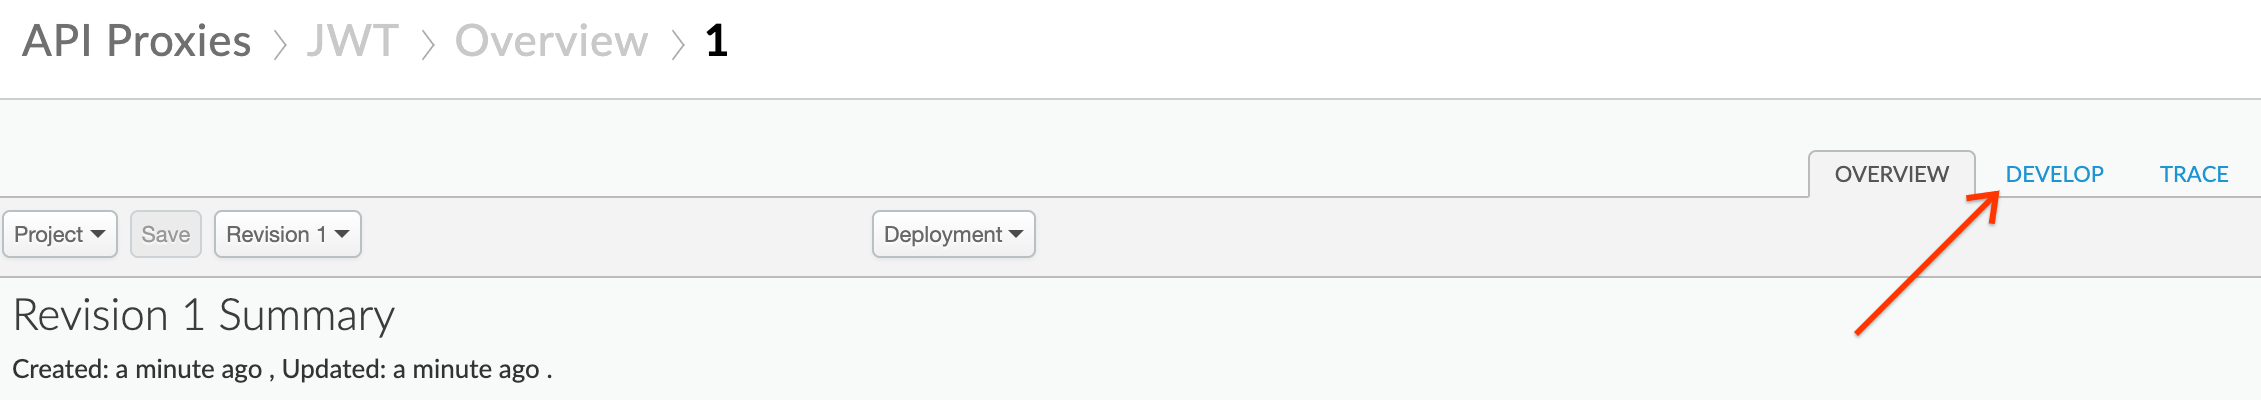 API Proxies > JWT > Overview > 1
OVERVIEW DEVELOP TRACE
Project Save Revision 1 Deployment
Revision 1 Summary
Created: a minute ago , Updated: a minute ago .